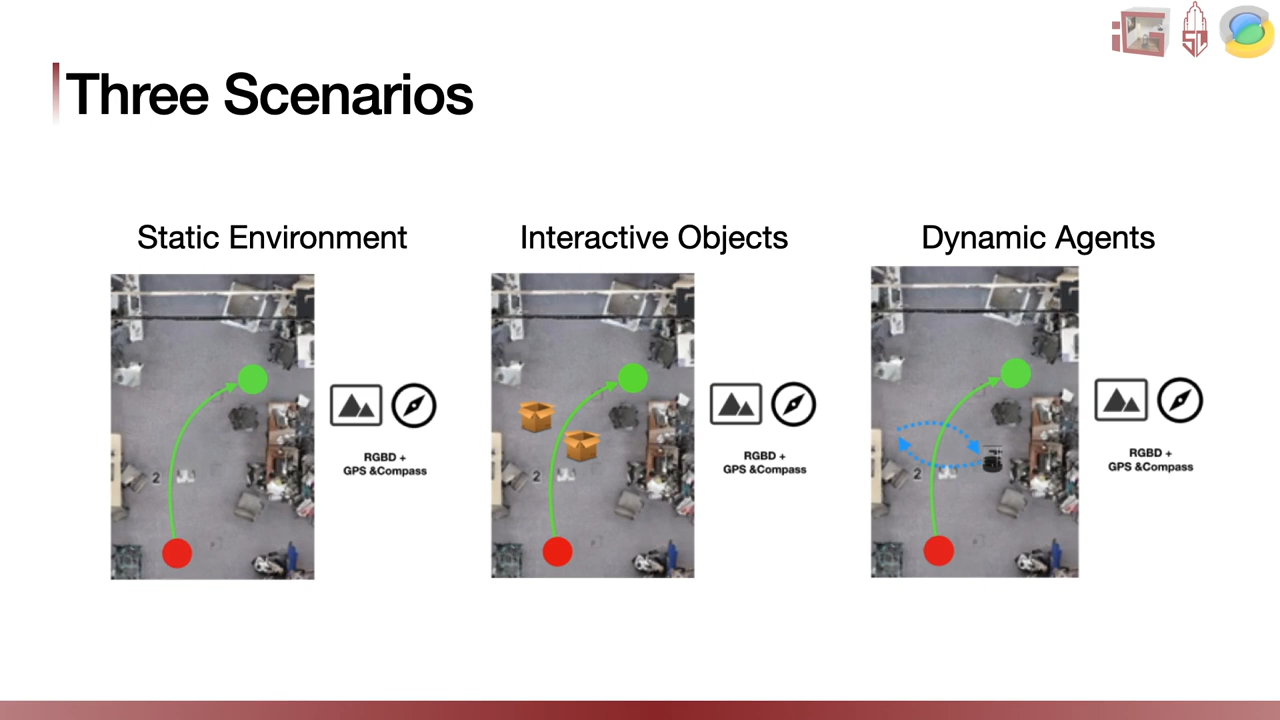 Three Scenarios
Static Environment
2
RGBD +
GPS &Compass
Interactive Objects
2
RGBD +
GPS &Compass
Dynamic Agents
2
RGBD +
GPS &Compass